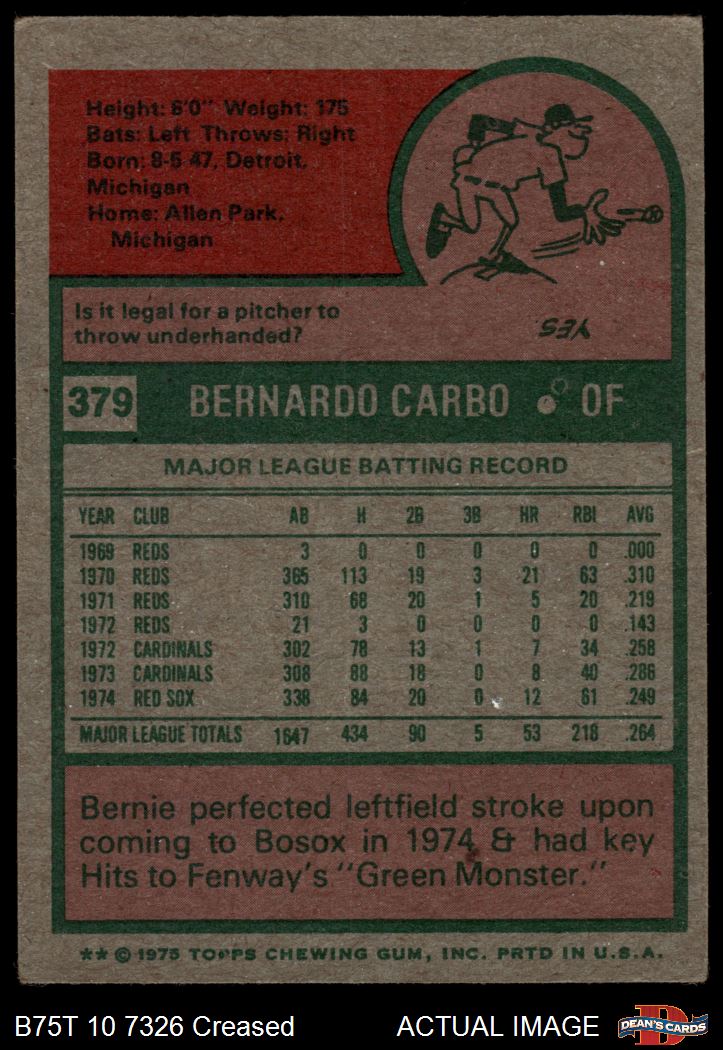 Height: 6'0" Weight: 175
Bats: Left Throws: Right
Born: 8-5-47, Detroit,
Michigan
Home: Allen Park,
Michigan
Is it legal for a pitcher to
throw underhanded?
YES.
379 BERNARDO CARBO OF
MAJOR LEAGUE BATTING RECORD
YEAR CLUB AB H 2B 3B HR RBI AVG
1969 REDS 3 0 0 0 0 0 .000
1970 REDS 365 113 19 3 21 63 .310
1971 REDS 310 68 20 1 5 20 .219
1972 REDS 21 3 0 0 0 0 .143
1972 CARDINALS 302 78 13 1 7 34 .258
1973 CARDINALS 308 88 18 0 8 40 .286
1974 RED SOX 338 84 20 0 12 61 .249
MAJOR LEAGUE TOTALS 1647 434 90 5 53 218 .264
Bernie perfected leftfield stroke upon
coming to Bosox in 1974 & had key
Hits to Fenway's "Green Monster."
** © 1975 TOPPS CHEWING GUM, INC. PRTD IN U.S.A.
B75T 10 7326 Creased ACTUAL IMAGE
DEAN'S CARDS